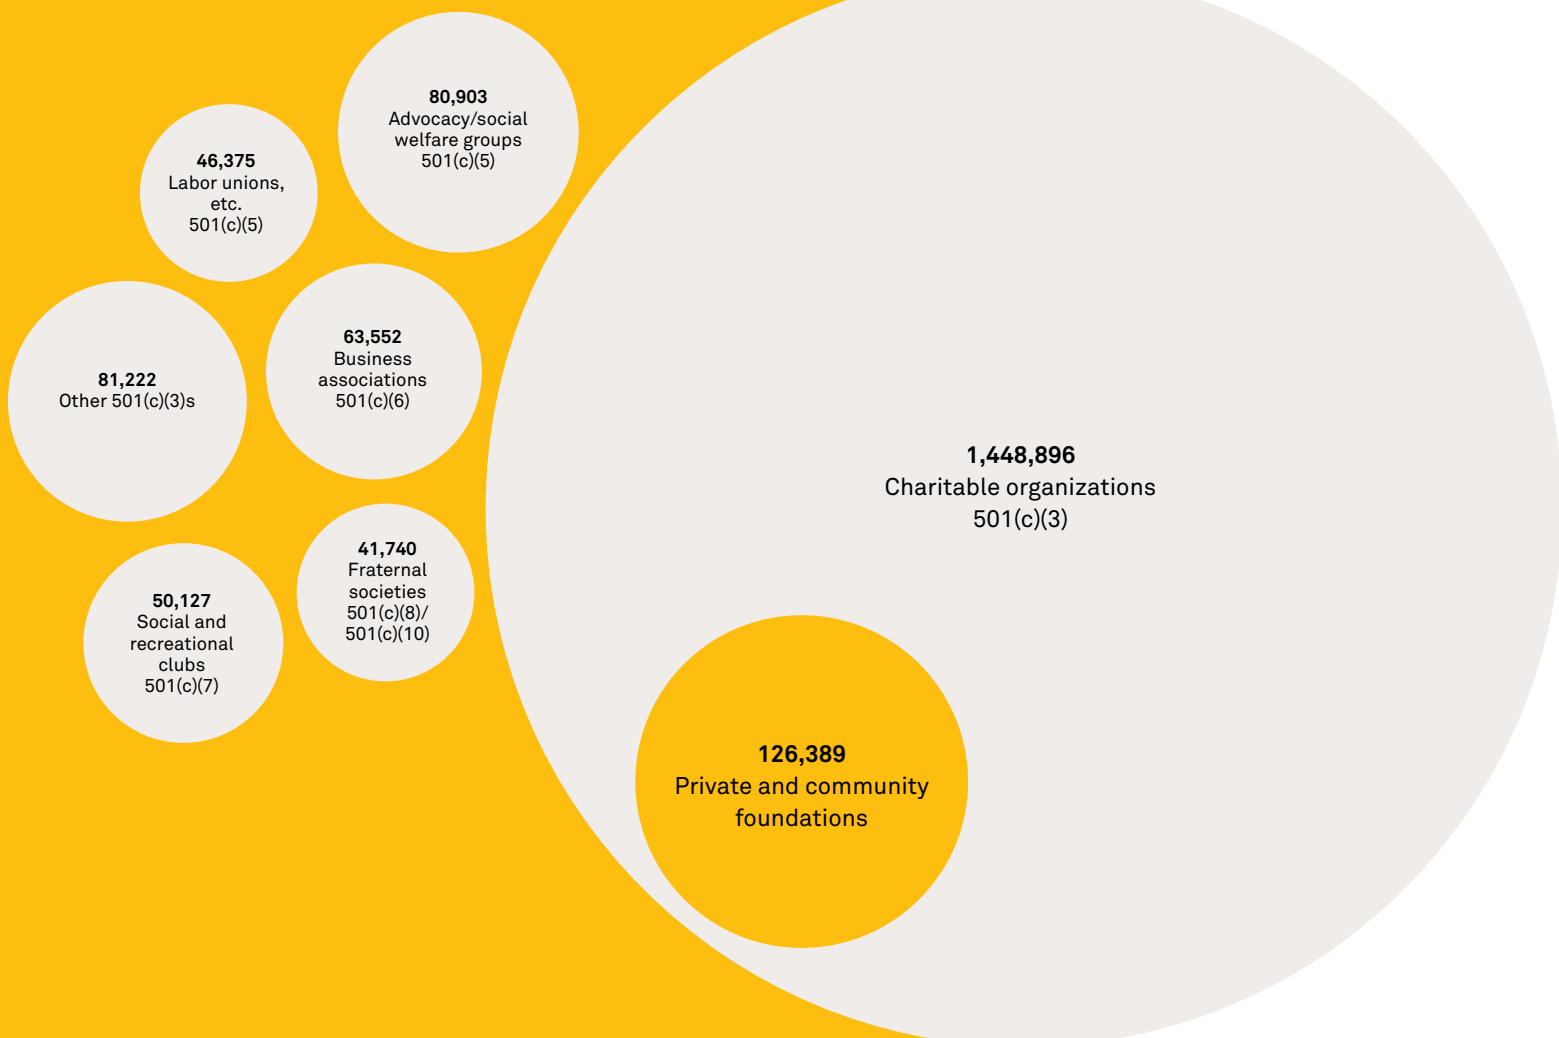 80,903
Advocacy/social
welfare groups
501(c)(5)
46,375
Labor unions,
etc.
501(c)(5)
63,552
Business
associations
501(c)(6)
81,222
Other 501(c)(3)s
1,448,896
Charitable organizations
501(c)(3)
41,740
Fraternal
societies
501(c)(8)/
501(c)(10)
50,127
Social and
recreational
clubs
501(c)(7)
126,389
Private and community
foundations